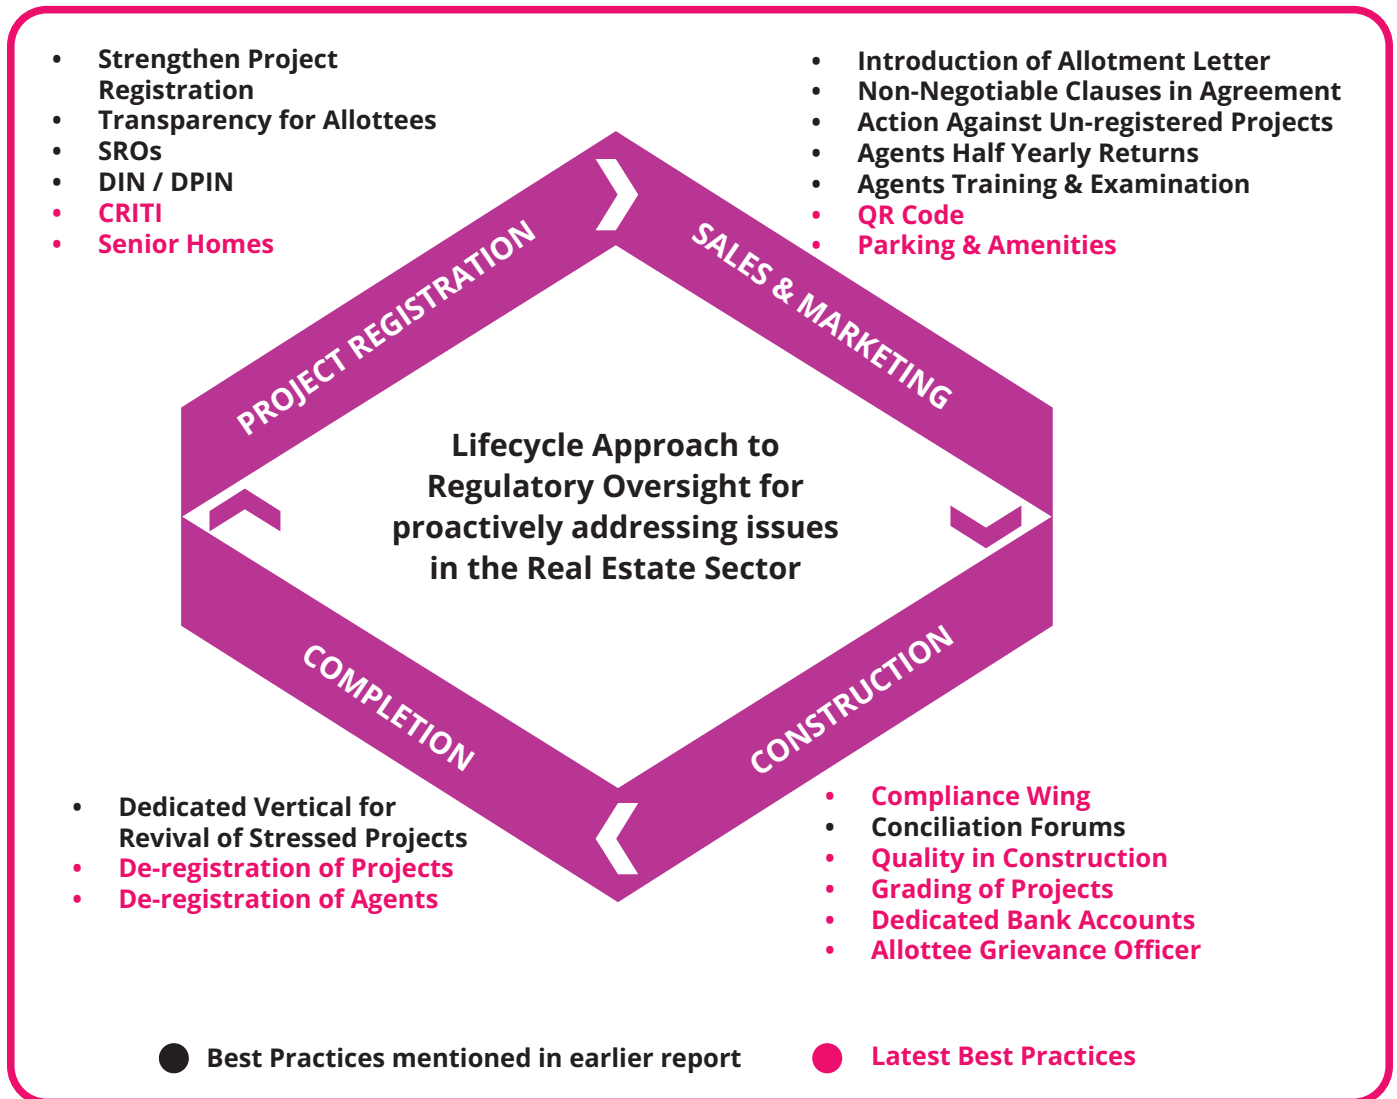 • Strengthen Project
Registration
• Transparency for Allottees
• SROs
• DIN / DPIN
• CRITI
• Senior Homes
• Introduction of Allotment Letter
• Non-Negotiable Clauses in Agreement
• Action Against Un-registered Projects
• Agents Half Yearly Returns
• Agents Training & Examination
• QR Code
• Parking & Amenities
PROJECT REGISTRATION
SALES & MARKETING
Lifecycle Approach to
Regulatory Oversight for
proactively addressing issues
in the Real Estate Sector
COMPLETION
CONSTRUCTION
• Dedicated Vertical for
Revival of Stressed Projects
• De-registration of Projects
• De-registration of Agents
• Compliance Wing
• Conciliation Forums
• Quality in Construction
• Grading of Projects
• Dedicated Bank Accounts
• Allottee Grievance Officer
Best Practices mentioned in earlier report
Latest Best Practices